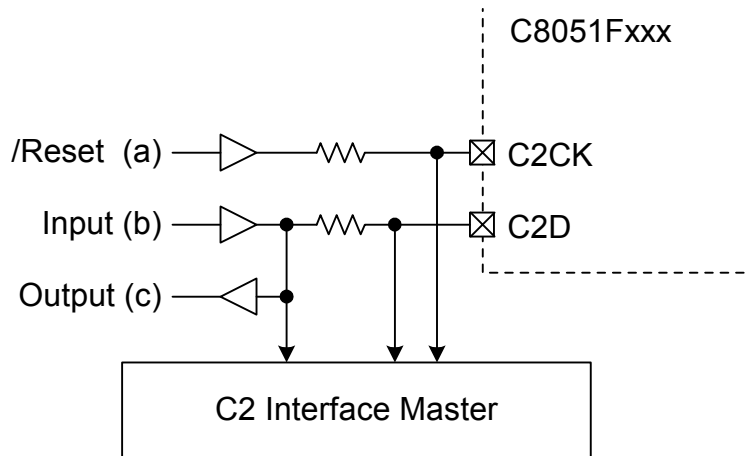 C8051Fxxx
/Reset (a)
C2CK
Input (b)
C2D
Output (c)
C2 Interface Master